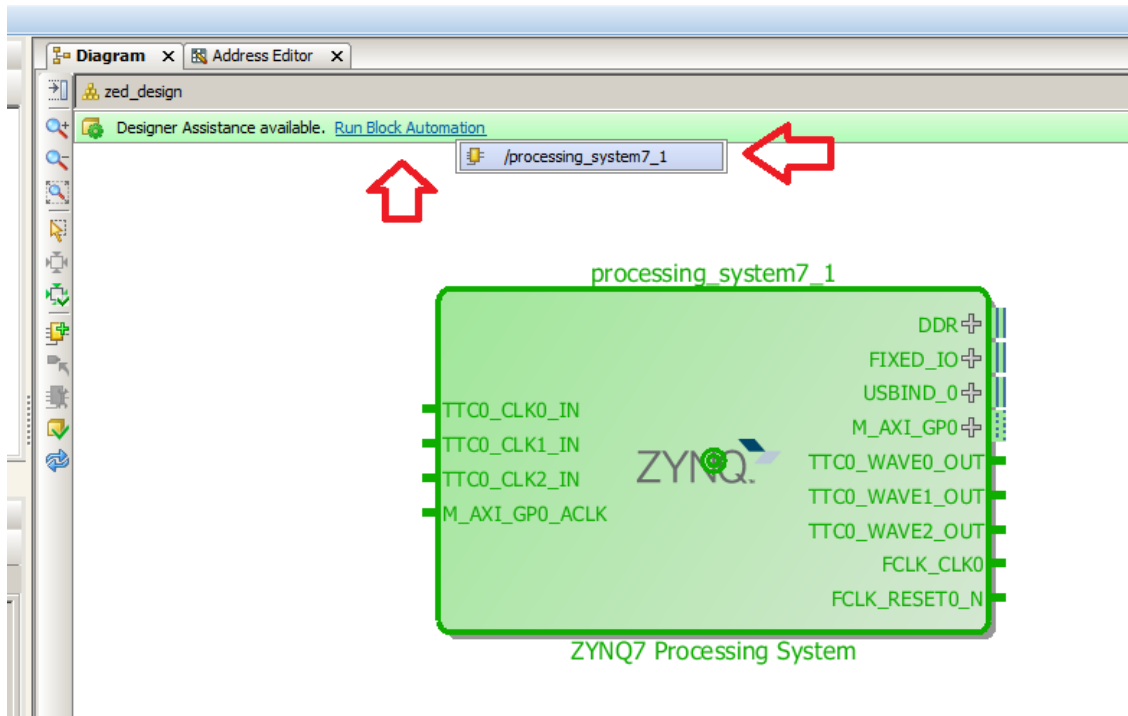 Diagram X Address Editor X
zed_design
Designer Assistance available. Run Block Automation
/processing_system7_1
processing_system7_1
DDR
FIXED_IO
USBIND_0
TTC0_CLK0_IN
M_AXI_GP0
TTC0_CLK1_IN
ZYNQ
TTC0_WAVE0_OUT
TTC0_CLK2_IN
TTC0_WAVE1_OUT
M_AXI_GP0_ACLK
TTC0_WAVE2_OUT
FCLK_CLK0
FCLK_RESET0_N
ZYNQ7 Processing System